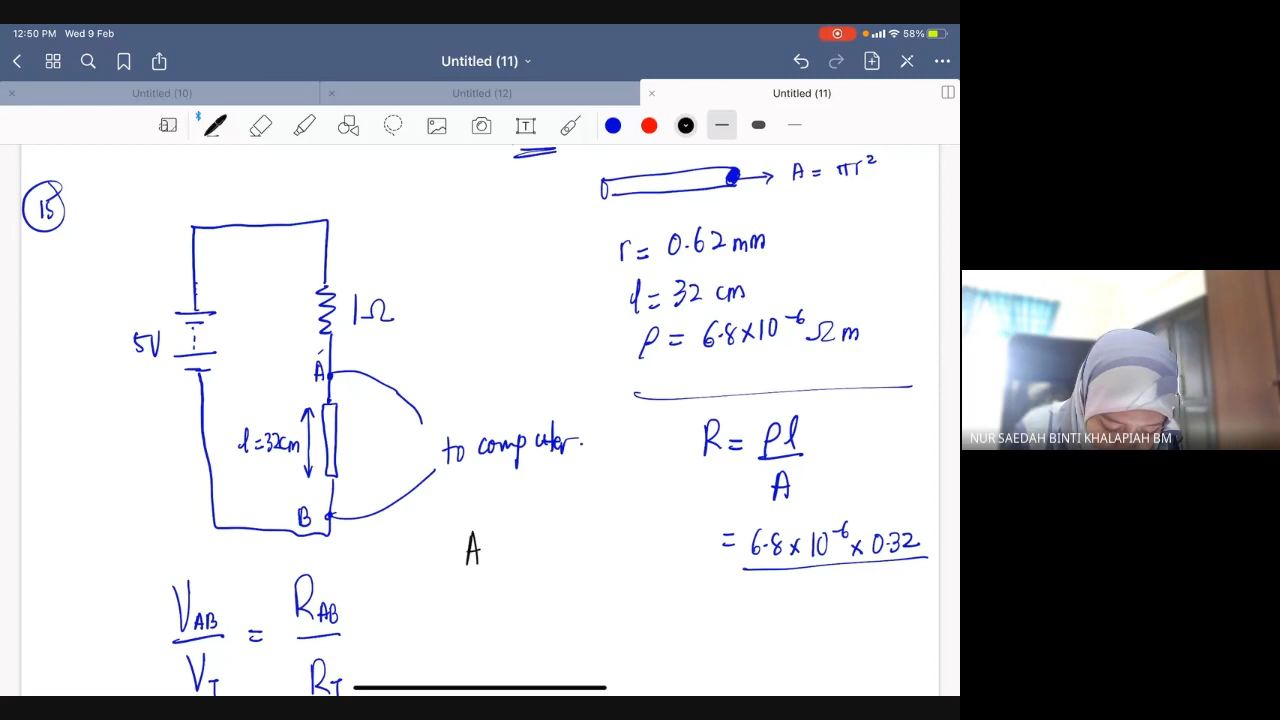 12:50 PM Wed 9 Feb
58%
Untitled (11)
Untitled (10)
Untitled (12)
Untitled (11)
T
15
5V
1Ω
A
l = 32cm
B
to computer.
A
V_AB / V_T = R_AB / R_T
A = πr²
r = 0.62 mm
l = 32 cm
ρ = 6.8×10⁻⁶ Ωm
R = ρl / A
= 6.8 × 10⁻⁶ × 0.32
NUR SAEDAH BINTI KHALAPIAH BM